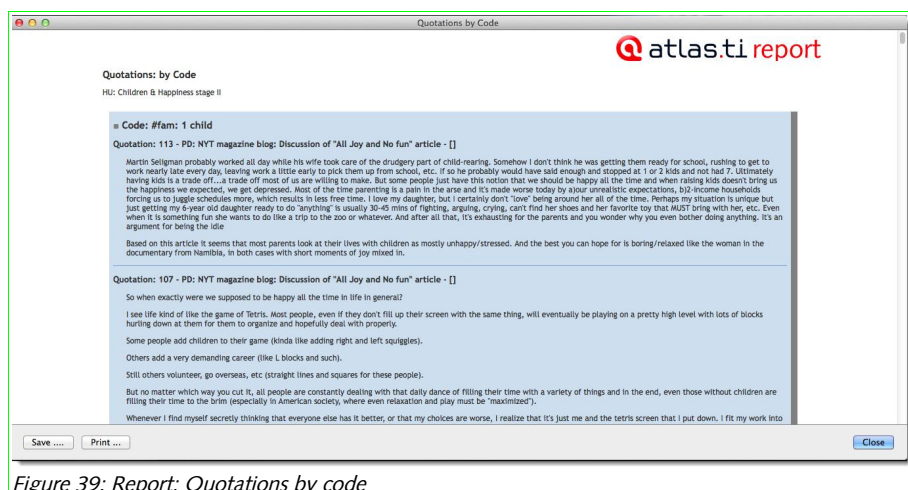 Quotations by Code
atlas.ti report
Quotations: by Code
HU: Children & Happiness stage II
Code: #fam: 1 child
Quotation: 113 - PD: NYT magazine blog: Discussion of "All Joy and No fun" article - []
Martin Seligman probably worked all day while his wife took care of the drudgery part of child-rearing. Somehow I don't think he was getting them ready for school, rushing to get to
work nearly late every day, leaving work a little early to pick them up from school, etc. If so he probably would have said enough and stopped at 1 or 2 kids and not had 7. Ultimately
having kids is a trade off...a trade off most of us are willing to make. But some people just have this notion that we should be happy all the time and when raising kids doesn't bring us
the happiness we expected, we get depressed. Most of the time parenting is a pain in the arse and it's made worse today by a)our unrealistic expectations, b)2-income households
forcing us to juggle schedules more, which results in less free time. I love my daughter, but I certainly don't "love" being around her all of the time. Perhaps my situation is unique but
just getting my 6-year old daughter ready to do "anything" is usually 30-45 mins of fighting, arguing, crying, can't find her shoes and her favorite toy that MUST bring with her, etc. Even
when it is something fun she wants to do like a trip to the zoo or whatever. And after all that, it's exhausting for the parents and you wonder why you even bother doing anything. It's an
argument for being the idle
Based on this article it seems that most parents look at their lives with children as mostly unhappy/stressed. And the best you can hope for is boring/relaxed like the woman in the
documentary from Namibia, in both cases with short moments of joy mixed in.
Quotation: 107 - PD: NYT magazine blog: Discussion of "All Joy and No fun" article - []
So when exactly were we supposed to be happy all the time in life in general?
I see life kind of like the game of Tetris. Most people, even if they don't fill up their screen with the same thing, will eventually be playing on a pretty high level with lots of blocks
hurling down at them for them to organize and hopefully deal with properly.
Some people add children to their game (kinda like adding right and left squiggles).
Others add a very demanding career (like L blocks and such).
Still others volunteer, go overseas, etc (straight lines and squares for these people).
But no matter which way you cut it, all people are constantly dealing with that daily dance of filling their time with a variety of things and in the end, even those without children are
filling their time to the brim (especially in American society, where even relaxation and play must be "maximized").
Whenever I find myself secretly thinking that everyone else has it better, or that my choices are worse, I realize that it's just me and the tetris screen that I put down. I fit my work into
Save ....
Print ...
Close
Figure 39: Report: Quotations by code